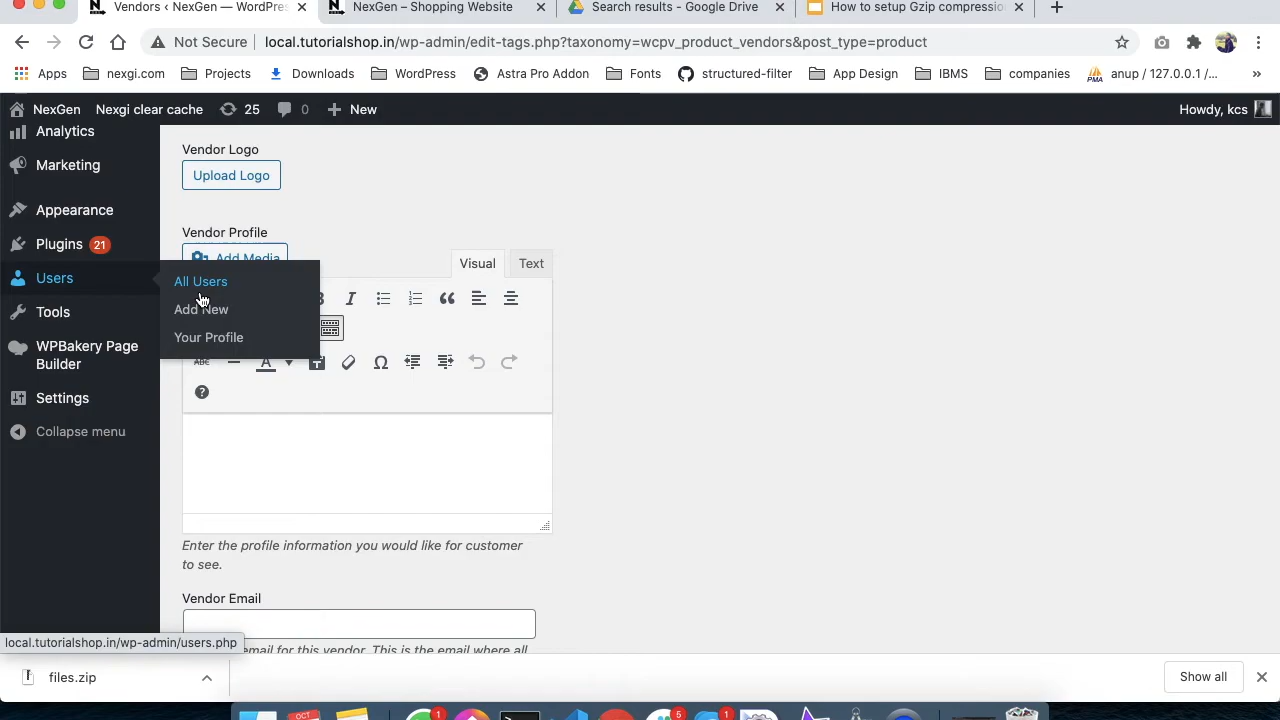 Vendors ‹ NexGen — WordPres
NexGen – Shopping Website
Search results - Google Drive
How to setup Gzip compressio
Not Secure
local.tutorialshop.in/wp-admin/edit-tags.php?taxonomy=wcpv_product_vendors&post_type=product
Apps
nexgi.com
Projects
Downloads
WordPress
Astra Pro Addon
Fonts
structured-filter
App Design
IBMS
companies
anup / 127.0.0.1 /...
»
NexGen
Nexgi clear cache
25
0
New
Howdy, kcs
Analytics
Marketing
Appearance
Plugins 21
Users
Tools
WPBakery Page
Builder
Settings
Collapse menu
All Users
Add New
Your Profile
Vendor Logo
Upload Logo
Vendor Profile
Add Media
Visual
Text
ABC
Enter the profile information you would like for customer
to see.
Vendor Email
email for this vendor. This is the email where all
local.tutorialshop.in/wp-admin/users.php
files.zip
Show all
OCT
1
5
1